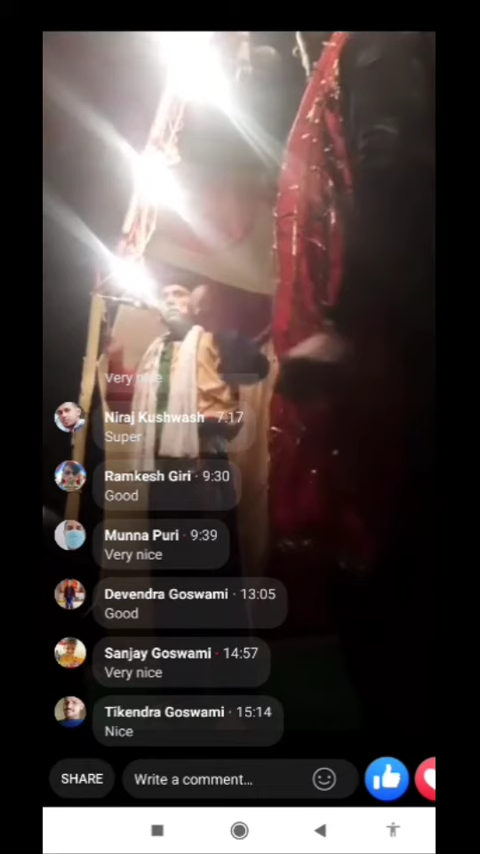 Very nice
Niraj Kushwash · 7:17
Super
Ramkesh Giri · 9:30
Good
Munna Puri · 9:39
Very nice
Devendra Goswami · 13:05
Good
Sanjay Goswami · 14:57
Very nice
Tikendra Goswami · 15:14
Nice
SHARE
Write a comment...